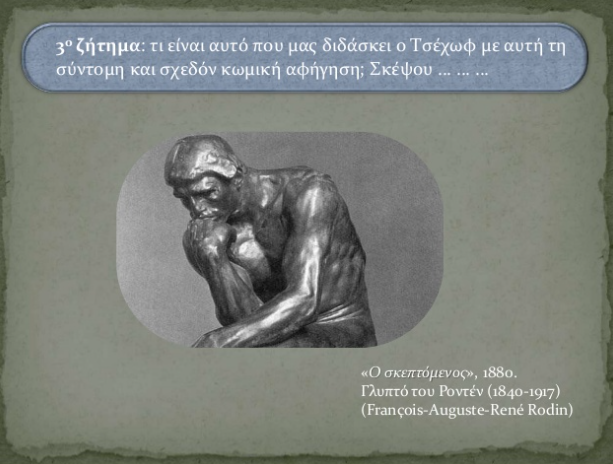 3ο ζήτημα: τι είναι αυτό που μας διδάσκει ο Τσέχωφ με αυτή τη
σύντομη και σχεδόν κωμική αφήγηση; Σκέψου ... ... ...
«Ο σκεπτόμενος», 1880.
Γλυπτό του Ροντέν (1840-1917)
(François-Auguste-René Rodin)